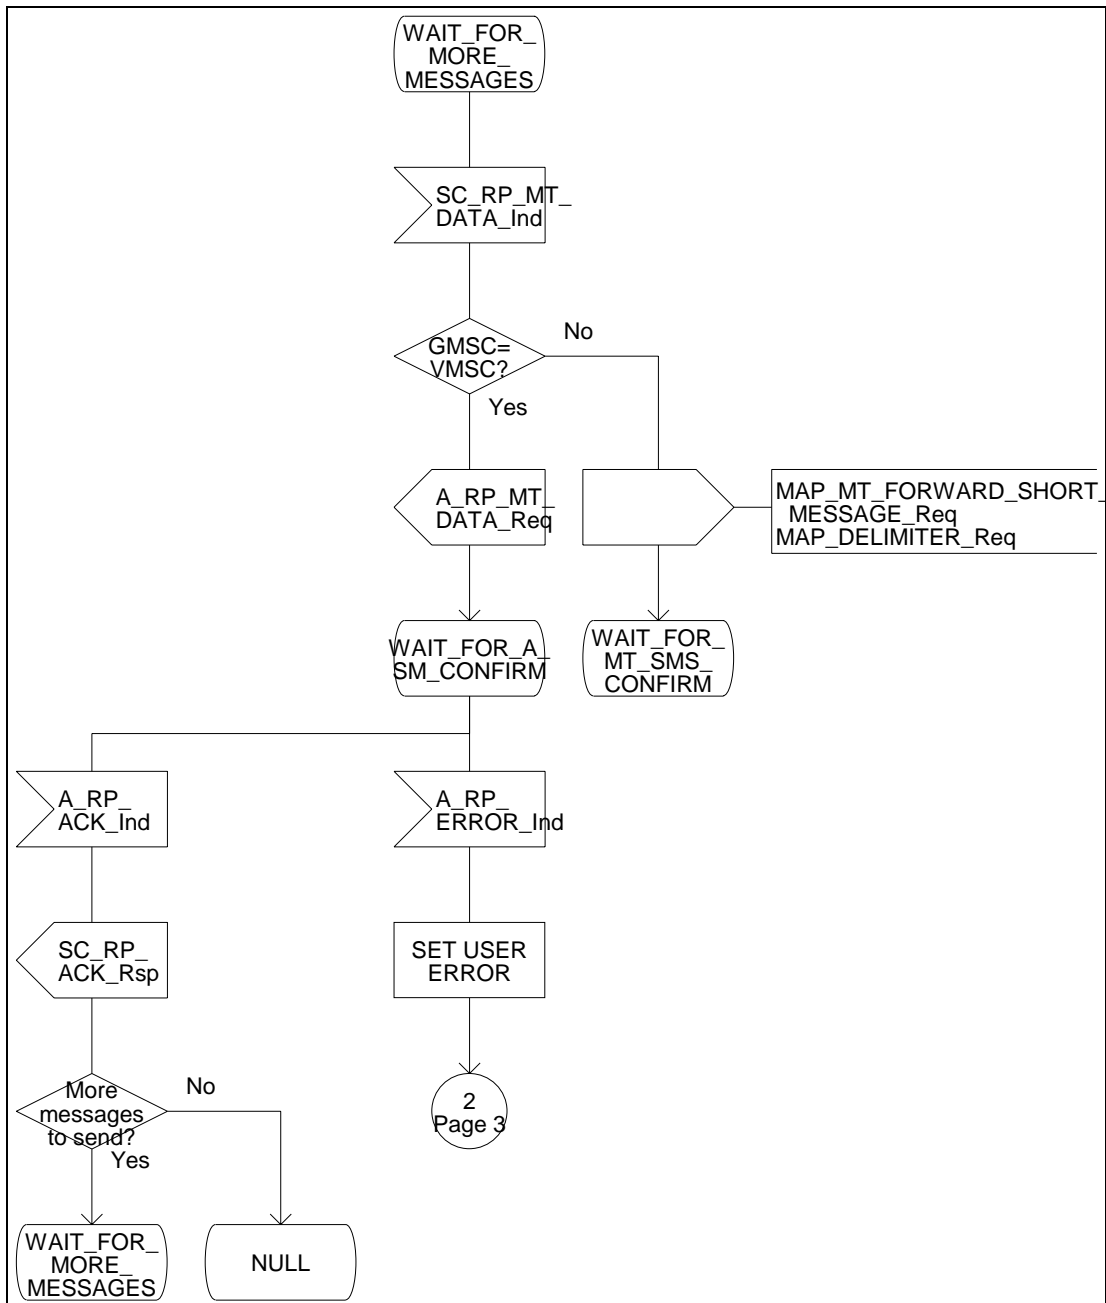 WAIT_FOR_
MORE_
MESSAGES
SC_RP_MT_
DATA_Ind
No
GMSC=
VMSC?
Yes
A_RP_MT_
DATA_Req
MAP_MT_FORWARD_SHORT_
MESSAGE_Req
MAP_DELIMITER_Req
WAIT_FOR_A_
SM_CONFIRM
WAIT_FOR_
MT_SMS_
CONFIRM
A_RP_
ACK_Ind
A_RP_
ERROR_Ind
SC_RP_
ACK_Rsp
SET USER
ERROR
More
messages
to send?
No
Yes
2
Page 3
WAIT_FOR_
MORE_
MESSAGES
NULL